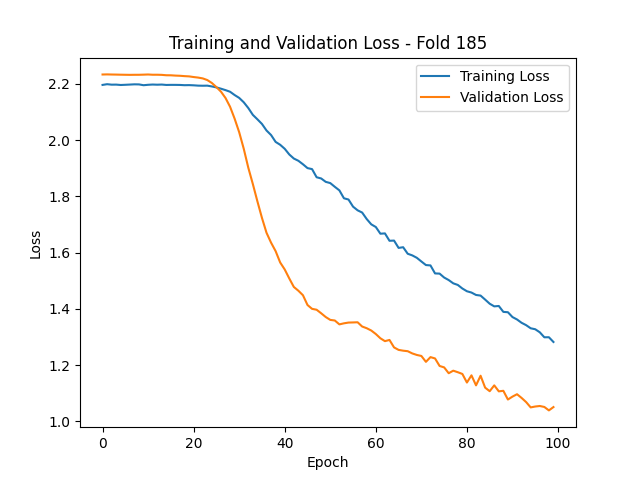 Training and Validation Loss - Fold 185
Training Loss
Validation Loss
Loss
2.2
2.0
1.8
1.6
1.4
1.2
1.0
0 20 40 60 80 100
Epoch